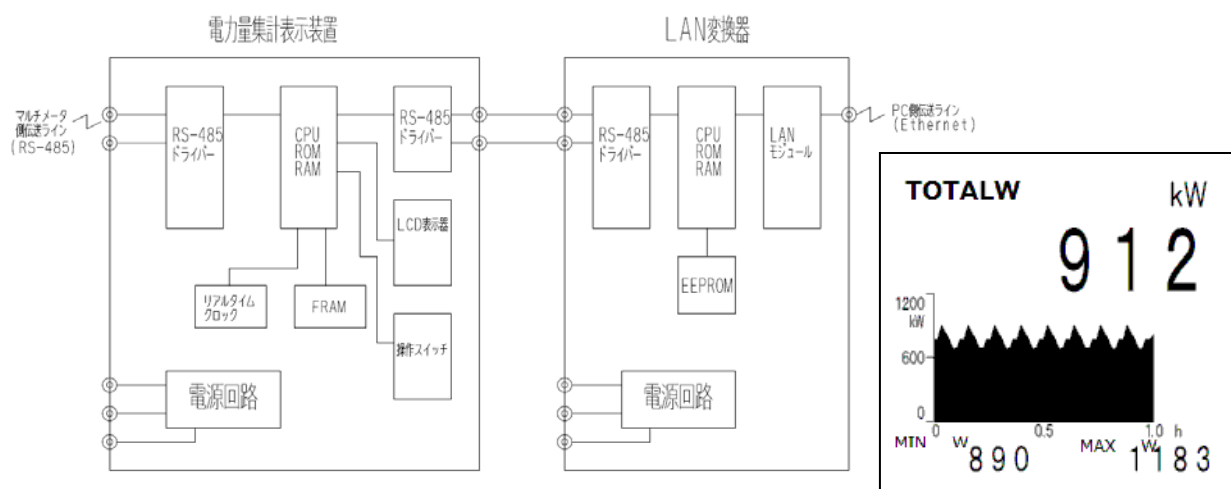 電力量集計表示装置
LAN変換器
マルチメータ
側伝送ライン
(RS-485)
RS-485
ドライバー
CPU
ROM
RAM
RS-485
ドライバー
LCD表示器
リアルタイム
クロック
FRAM
操作スイッチ
電源回路
RS-485
ドライバー
CPU
ROM
RAM
LAN
モジュール
EEPROM
電源回路
PC側伝送ライン
(Ethernet)
TOTALW
kW
912
1200
kW
600
0
0 0.5 1.0 h
MIN W 890 MAX W 1183